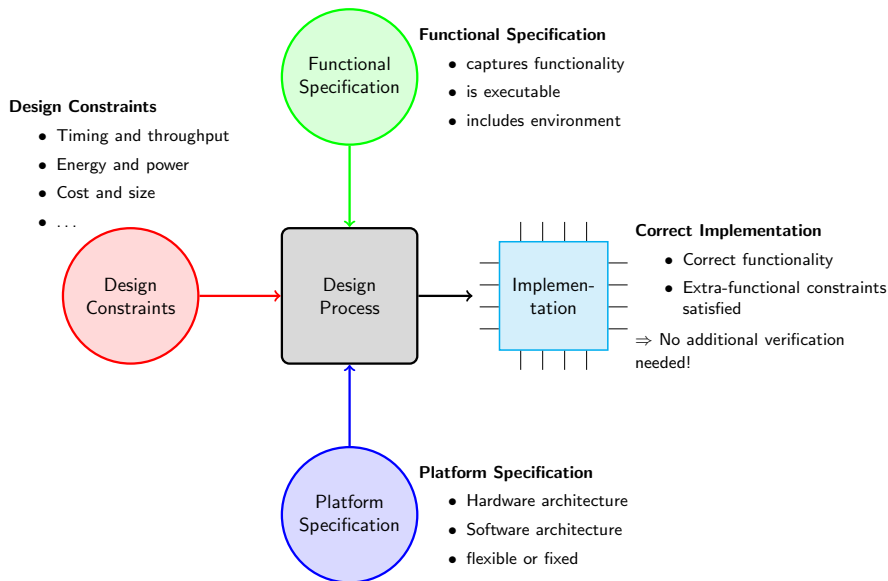 Functional
Specification
Functional Specification
• captures functionality
• is executable
• includes environment
Design Constraints
• Timing and throughput
• Energy and power
• Cost and size
• . . .
Design
Constraints
Design
Process
Implemen-
tation
Correct Implementation
• Correct functionality
• Extra-functional constraints
satisfied
⇒ No additional verification
needed!
Platform
Specification
Platform Specification
• Hardware architecture
• Software architecture
• flexible or fixed